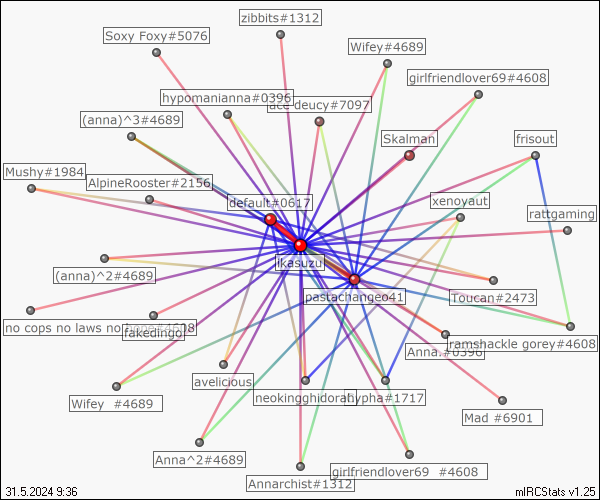 zibbits#1312
Soxy Foxy#5076
Wifey#4689
girlfriendlover69#4608
hypomanianna#0396
ace deucy#7097
(anna)^3#4689
Skalman
frisout
Mushy#1984
AlpineRooster#2156
default#0617
xenoyaut
rattgaming
ikasuzu
(anna)^2#4689
pastachangeo41
Toucan#2473
no cops no laws no
#4608
fakedingo
ramshackle gorey#4608
Anna.#0396
avelicious
neokingghidorah
hypha#1717
Wifey #4689
Mad #6901
Anna^2#4689
girlfriendlover69 #4608
Annarchist#1312
31.5.2024 9:36
mIRCStats v1.25